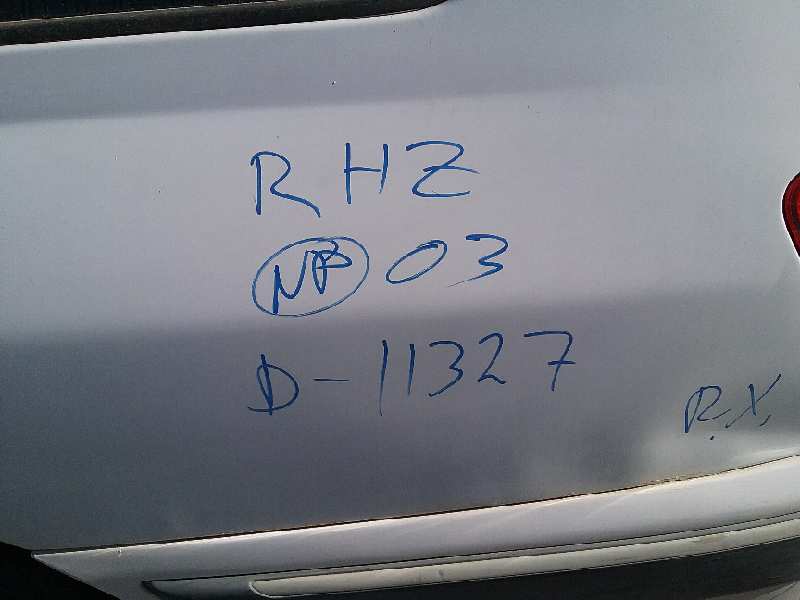 RHZ
NP 03
D-11327
R.X.